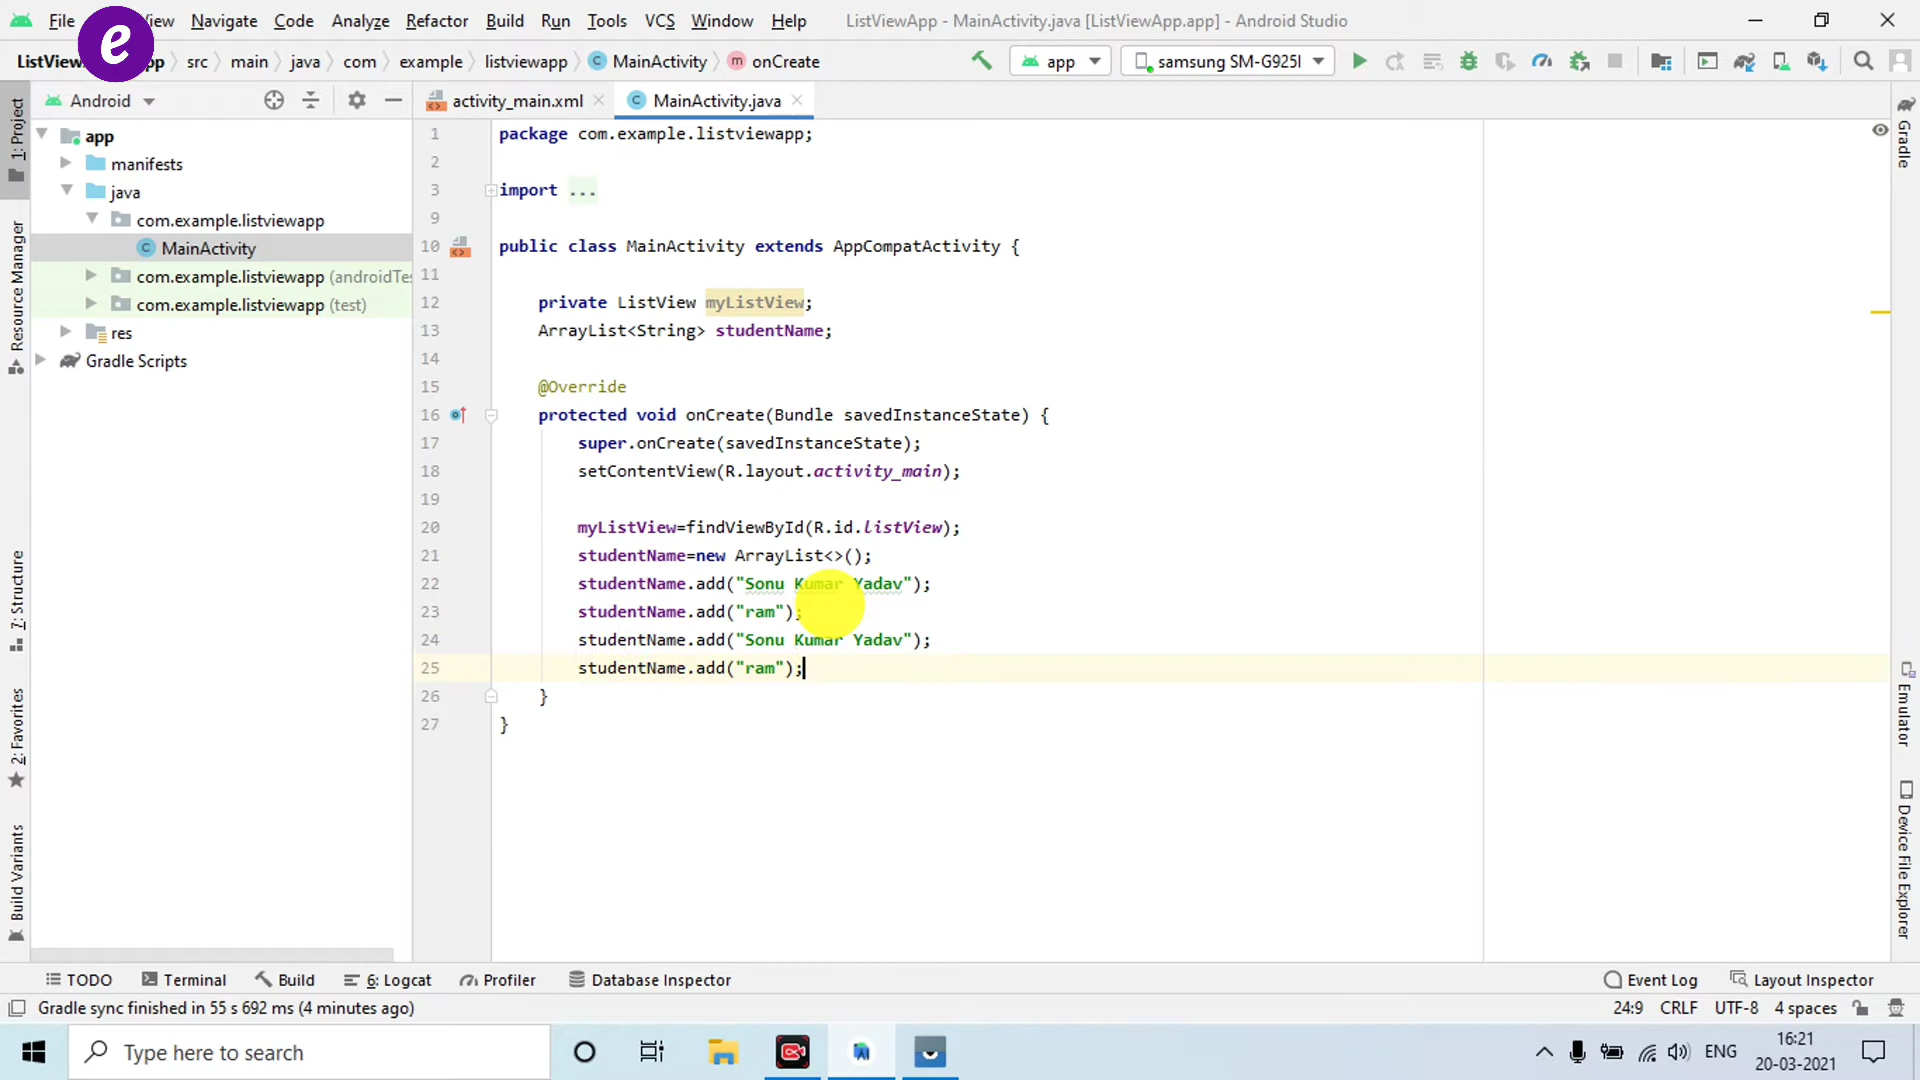 File
View
Navigate
Code
Analyze
Refactor
Build
Run
Tools
VCS
Window
Help
ListViewApp - MainActivity.java [ListViewApp.app] - Android Studio
e
src
main
java
com
example
listviewapp
MainActivity
onCreate
app
samsung SM-G925I
Android
activity_main.xml
MainActivity.java
1: Project
Resource Manager
7: Structure
2: Favorites
Build Variants
app
manifests
java
com.example.listviewapp
MainActivity
com.example.listviewapp (androidTes
com.example.listviewapp (test)
res
Gradle Scripts
1 package com.example.listviewapp;
2
3 import ...
9
10 public class MainActivity extends AppCompatActivity {
11
12 private ListView myListView;
13 ArrayList<String> studentName;
14
15 @Override
16 protected void onCreate(Bundle savedInstanceState) {
17 super.onCreate(savedInstanceState);
18 setContentView(R.layout.activity_main);
19
20 myListView=findViewById(R.id.listView);
21 studentName=new ArrayList<>();
22 studentName.add("Sonu Kumar Yadav");
23 studentName.add("ram");
24 studentName.add("Sonu Kumar Yadav");
25 studentName.add("ram");
26 }
27 }
Gradle
Emulator
Device File Explorer
TODO
Terminal
Build
6: Logcat
Profiler
Database Inspector
Event Log
Layout Inspector
Gradle sync finished in 55 s 692 ms (4 minutes ago)
24:9
CRLF
UTF-8
4 spaces
Type here to search
ENG
16:21
20-03-2021